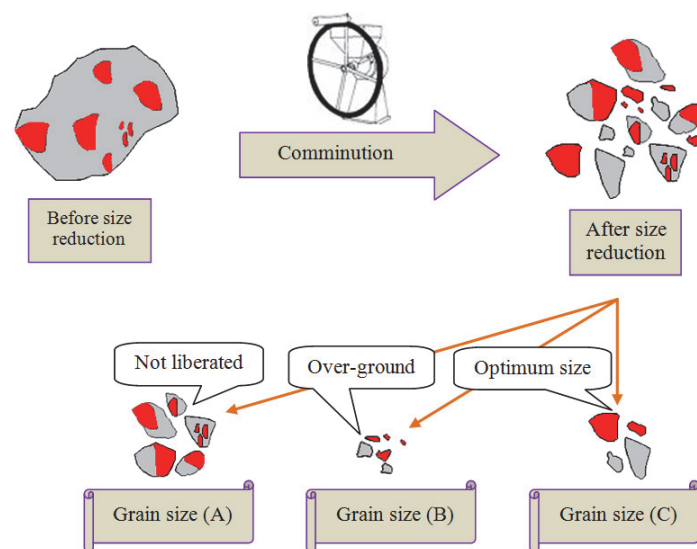 Comminution
Before size
reduction
After size
reduction
Not liberated
Over-ground
Optimum size
Grain size (A)
Grain size (B)
Grain size (C)